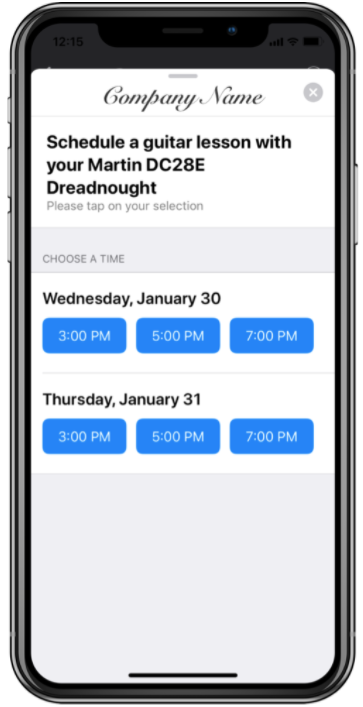 12:15
Company Name
Schedule a guitar lesson with
your Martin DC28E
Dreadnought
Please tap on your selection
CHOOSE A TIME
Wednesday, January 30
3:00 PM 5:00 PM 7:00 PM
Thursday, January 31
3:00 PM 5:00 PM 7:00 PM